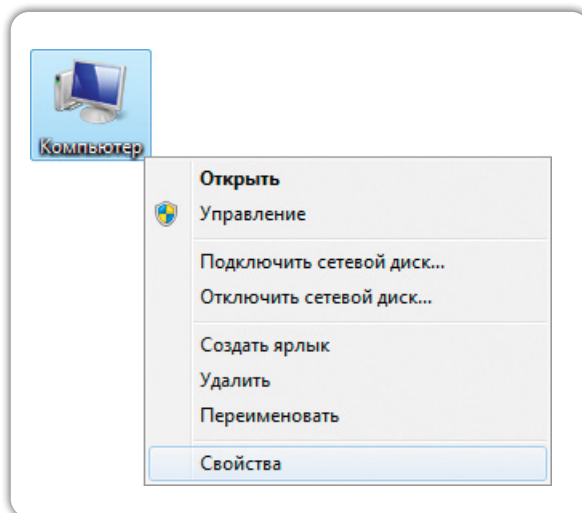 Компьютер
Открыть
Управление
Подключить сетевой диск...
Отключить сетевой диск...
Создать ярлык
Удалить
Переименовать
Свойства